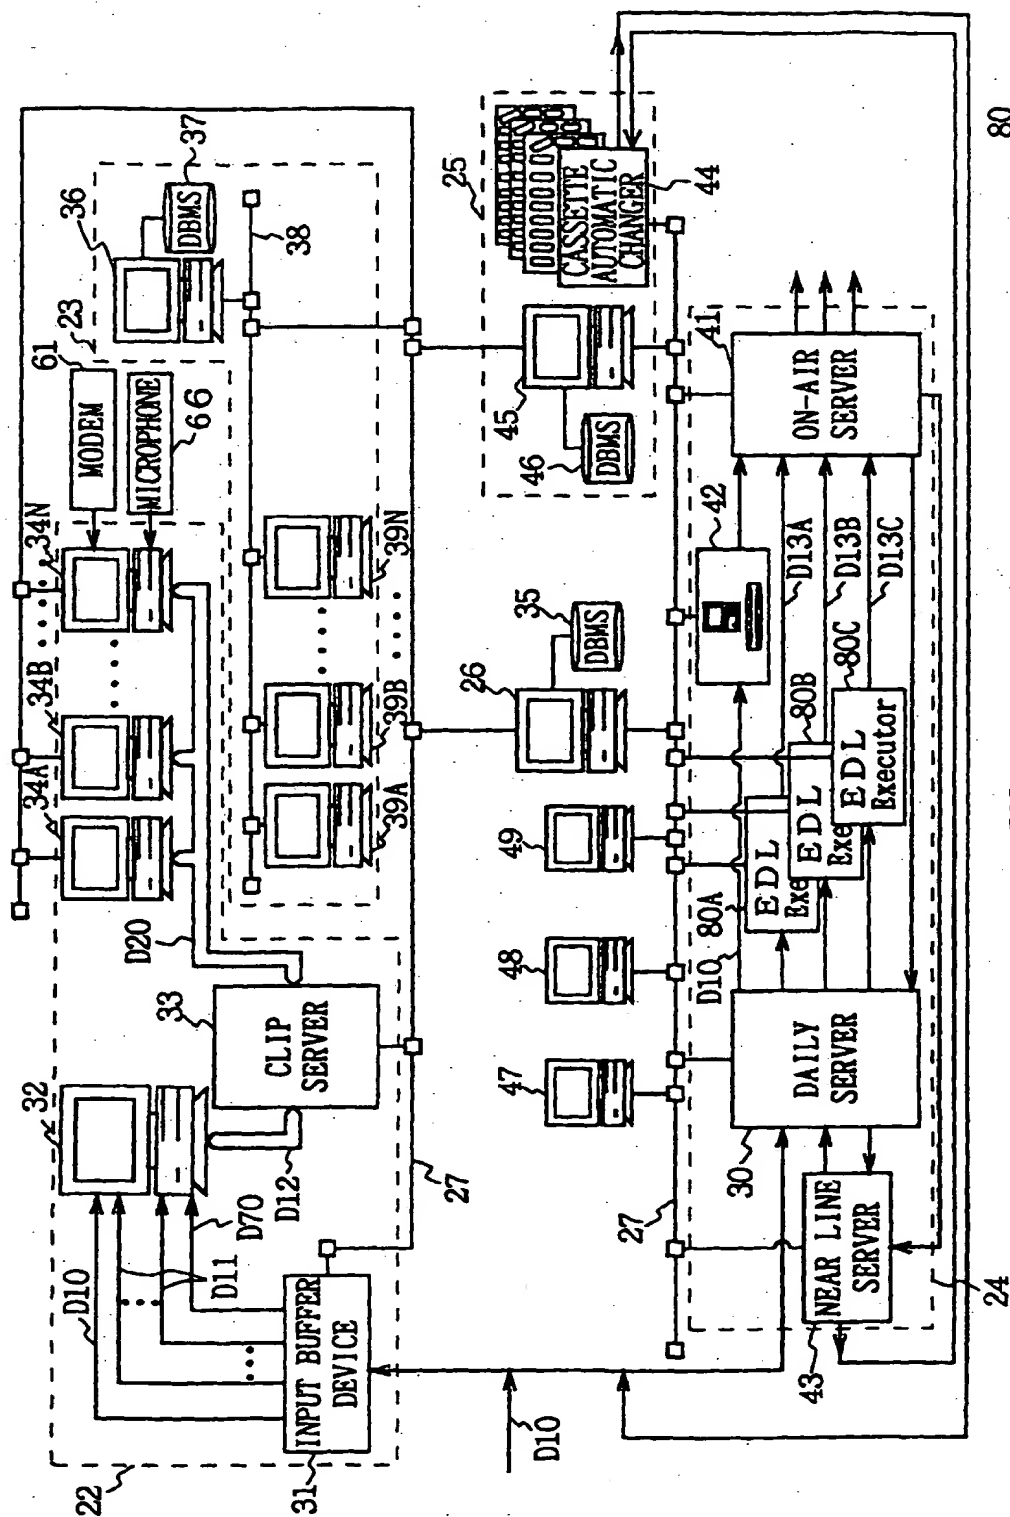 80
22
31
INPUT BUFFER
DEVICE
D10
D11
D70
32
D12
33
CLIP
SERVER
D20
34A
34B
34N
MODEM
61
MICROPHONE
66
23
36
DBMS
37
38
39A
39B
39N
27
D10
47
48
49
26
DBMS
35
45
46
DBMS
25
CASSETTE
AUTOMATIC
CHANGER
44
27
24
43
NEAR LINE
SERVER
30
DAILY
SERVER
D10
80A
EDL
Exe
80B
EDL
Exe
80C
EDL
Executor
42
D13A
D13B
D13C
41
ON-AIR
SERVER